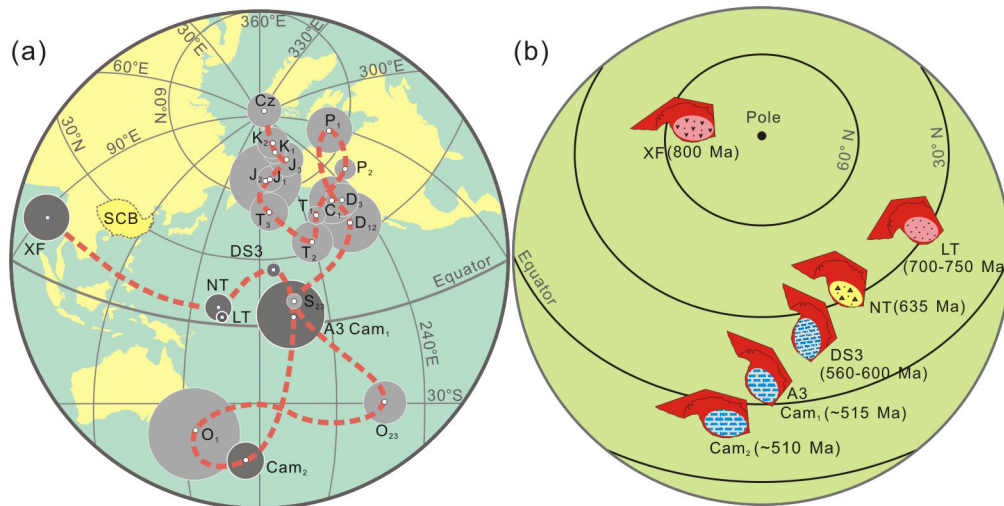 (a)
360°E
30°E
330°E
60°E
300°E
60°N
30°N
90°E
Cz
P₁
K₂
K₁
J₃
P₂
J₂
J₁
SCB
T₁
C₁
D₃
T₃
D₁₂
XF
T₂
DS3
Equator
NT
LT
S₂₃
A3 Cam₁
240°E
30°S
O₁
O₂₃
Cam₂
(b)
Pole
XF (800 Ma)
60° N
30° N
LT
(700-750 Ma)
Equator
NT (635 Ma)
DS3
(560-600 Ma)
A3
Cam₁ (~515 Ma)
Cam₂ (~510 Ma)